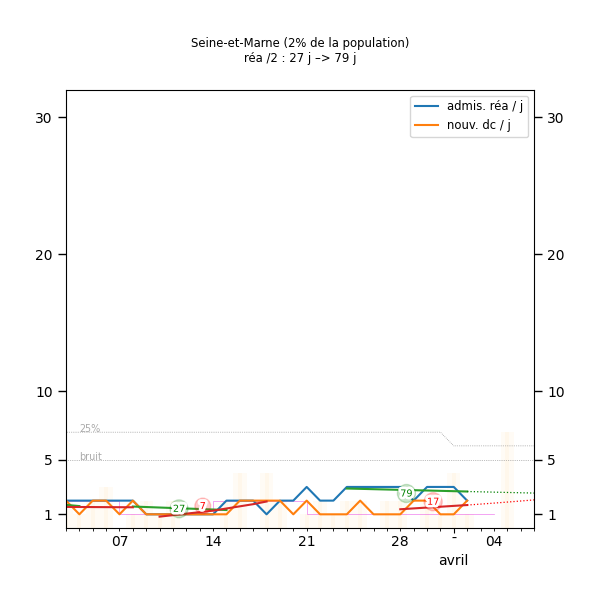 Seine-et-Marne (2% de la population)
réa /2 : 27 j –> 79 j
admis. réa / j
nouv. dc / j
30 30
20 20
10 10
25%
5 bruit 5
79
17
27 7
1 1
07 14 21 28 - 04
avril